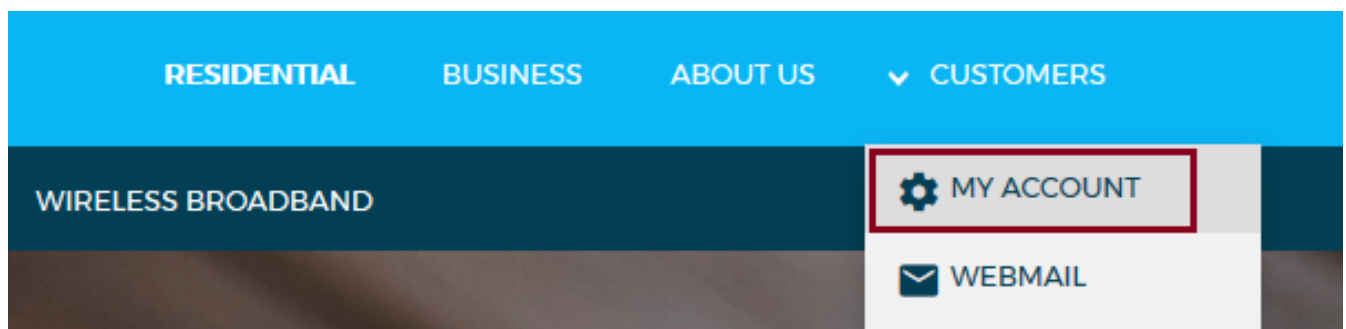 RESIDENTIAL BUSINESS ABOUT US CUSTOMERS
WIRELESS BROADBAND
MY ACCOUNT
WEBMAIL